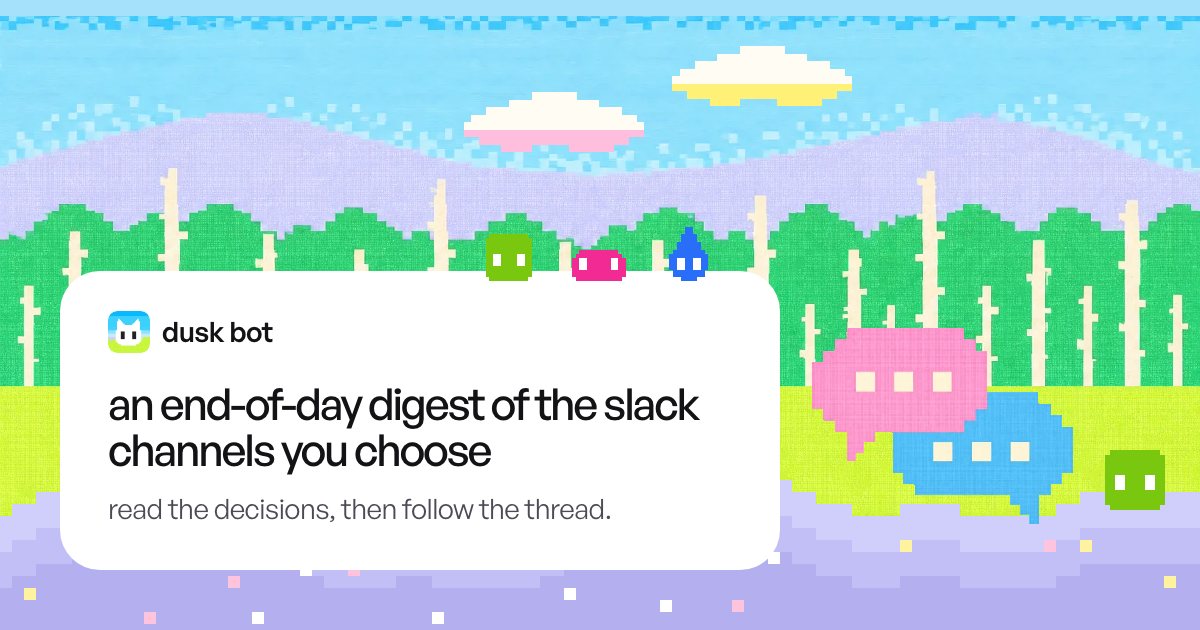 dusk bot
an end-of-day digest of the slack
channels you choose
read the decisions, then follow the thread.